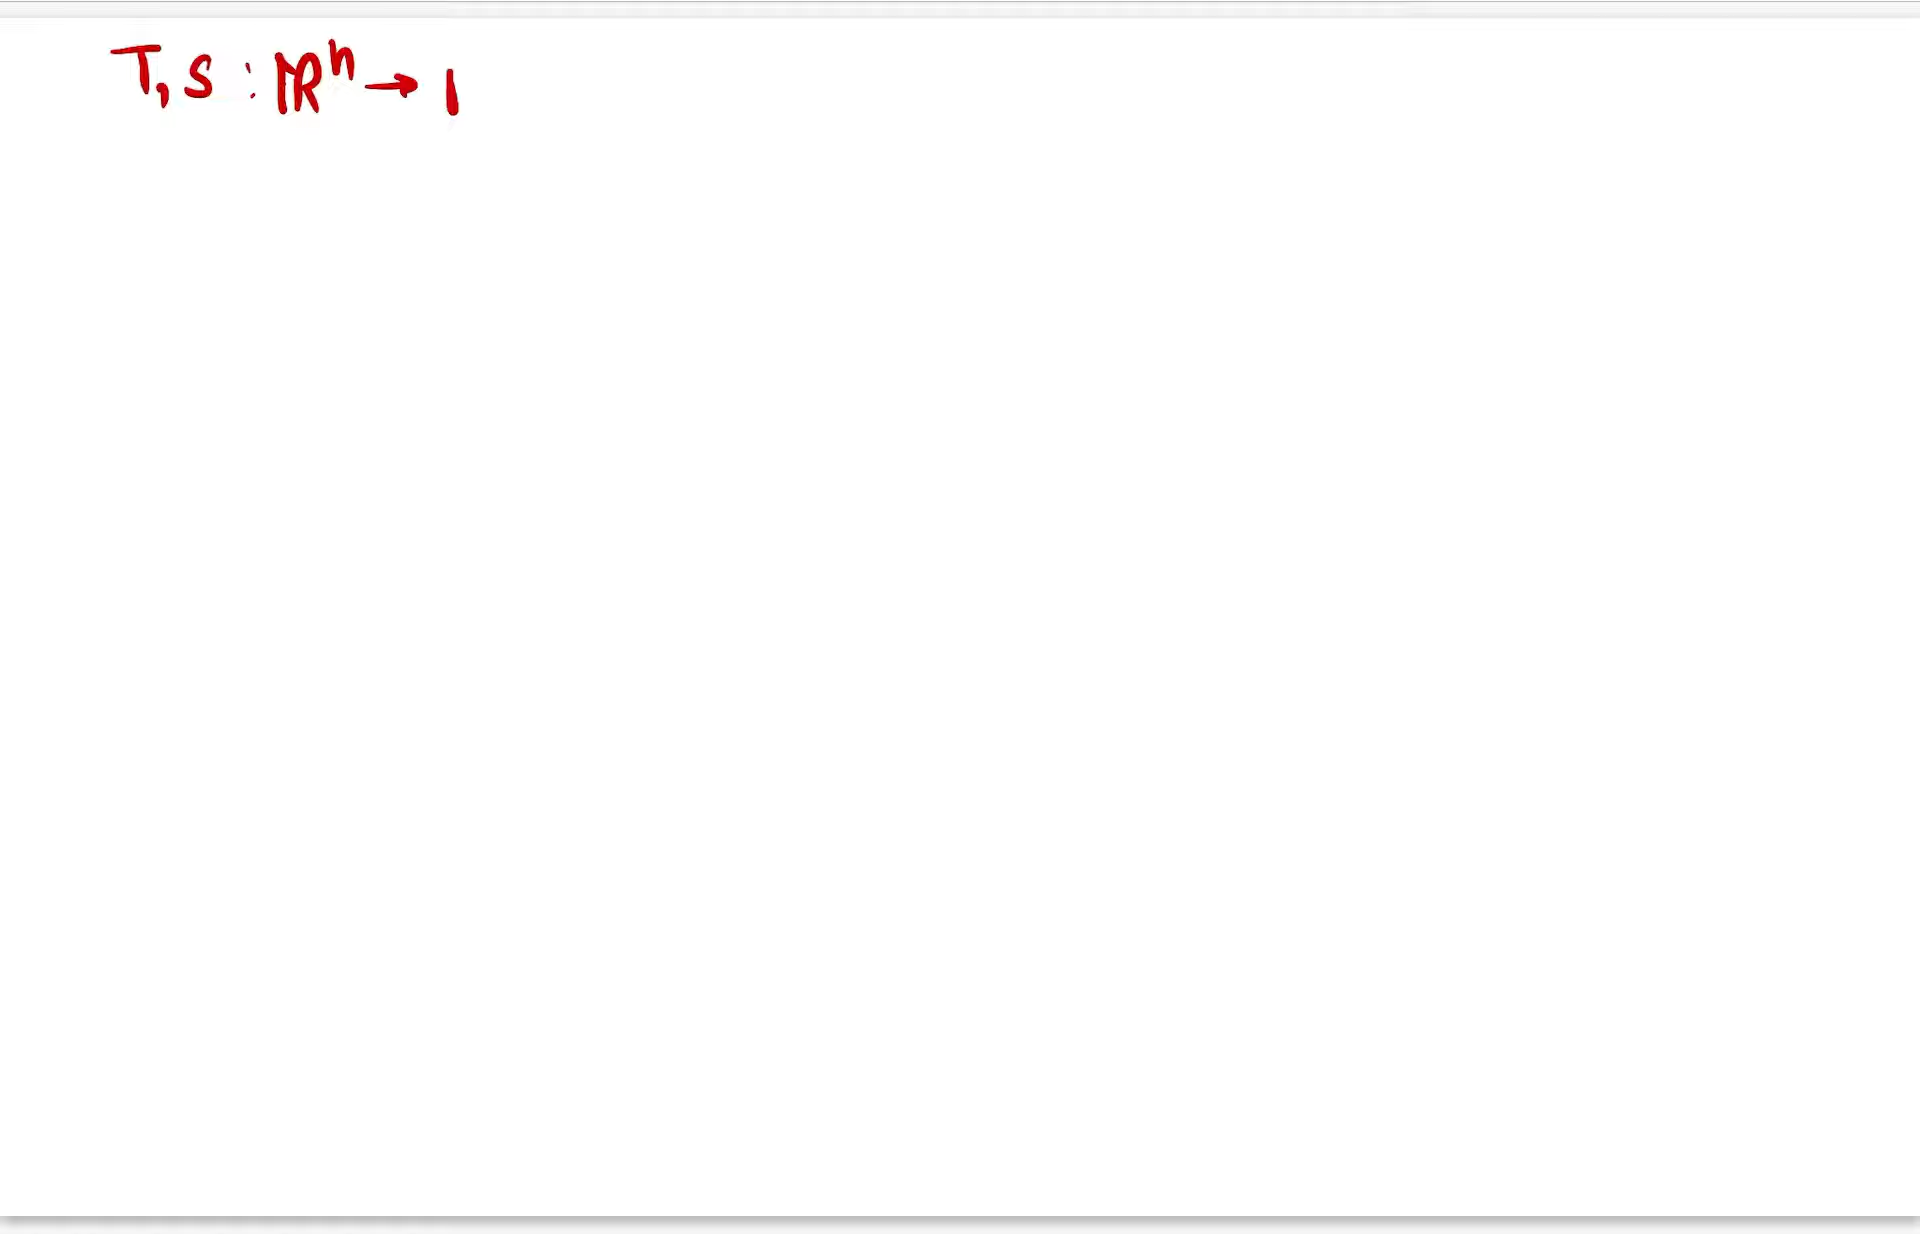 T, S : ℝⁿ → I